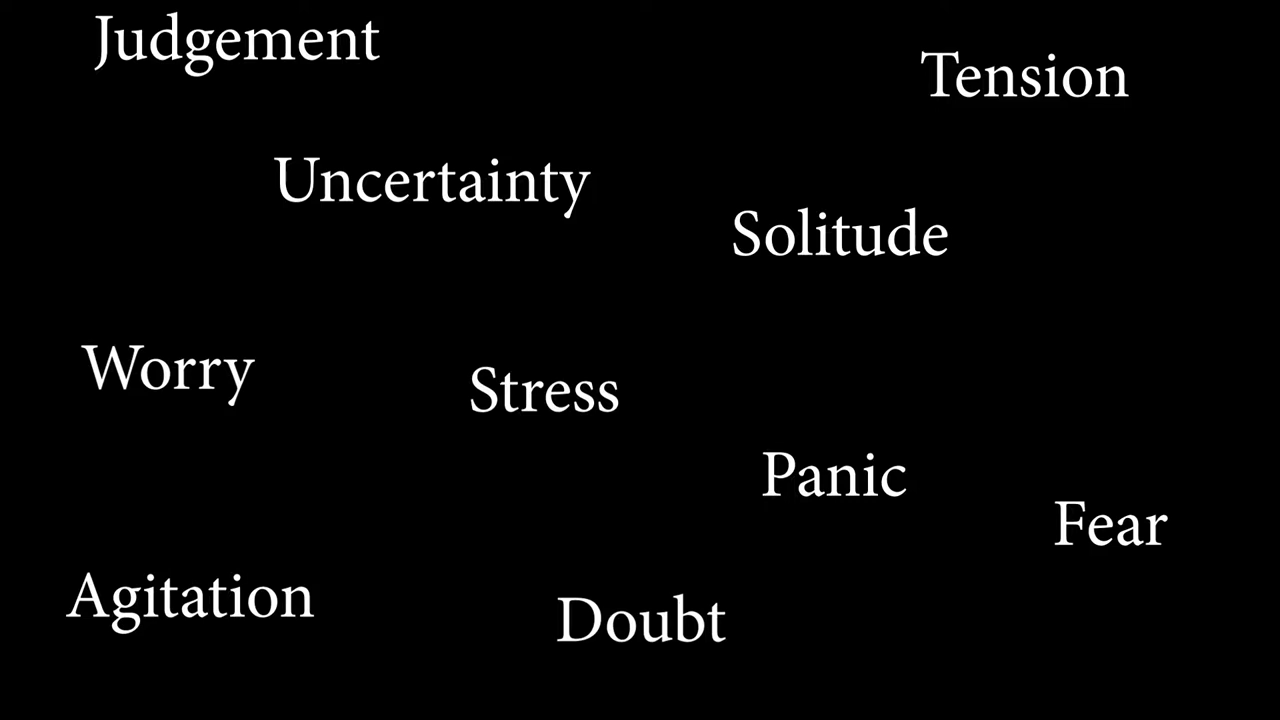 Judgement
Tension
Uncertainty
Solitude
Worry
Stress
Panic
Fear
Agitation
Doubt